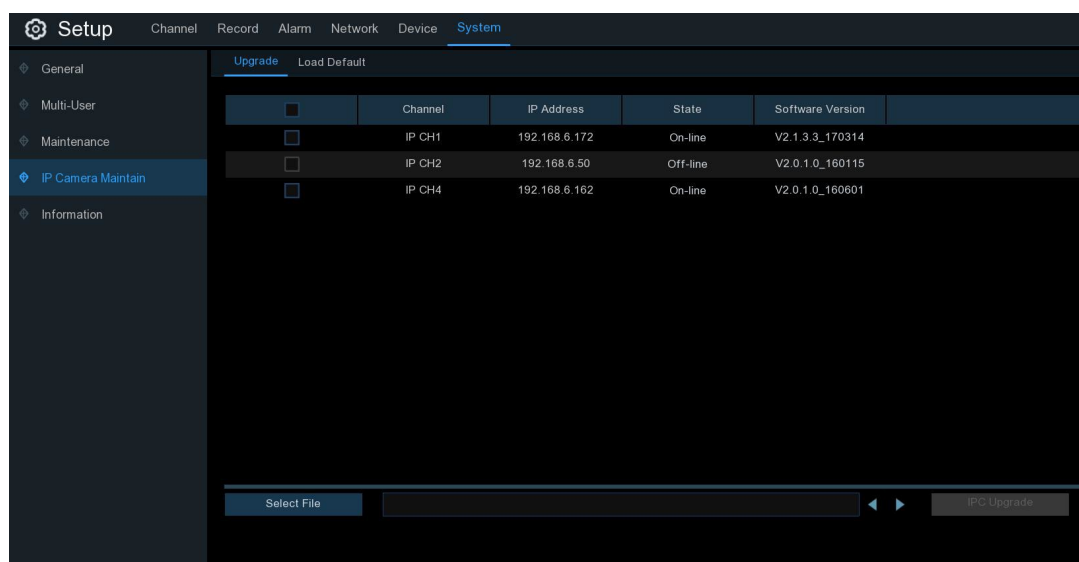 Setup Channel Record Alarm Network Device System
General
Multi-User
Maintenance
IP Camera Maintain
Information
Upgrade Load Default
Channel IP Address State Software Version
IP CH1 192.168.6.172 On-line V2.1.3.3_170314
IP CH2 192.168.6.50 Off-line V2.0.1.0_160115
IP CH4 192.168.6.162 On-line V2.0.1.0_160601
Select File IPC Upgrade